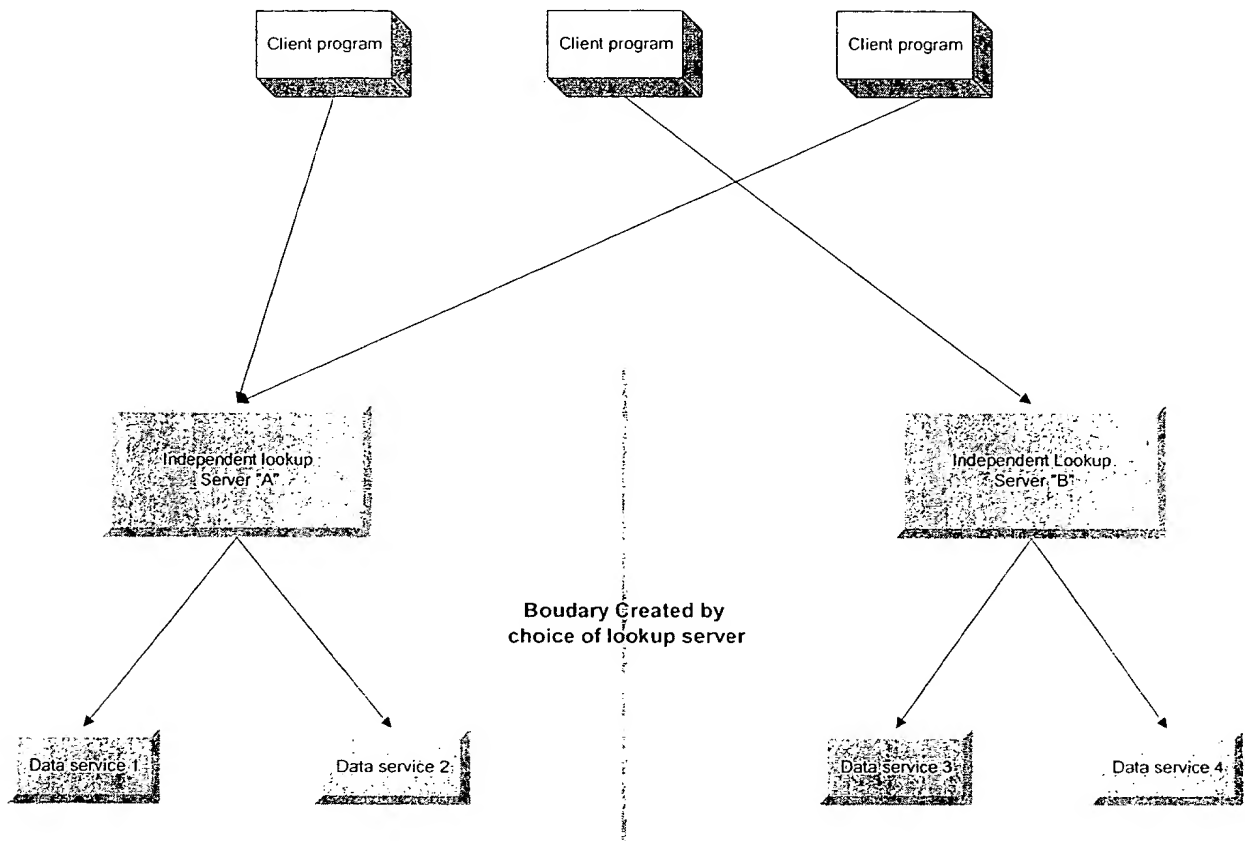 Client program
Client program
Client program
Independent lookup
Server "A"
Independent Lookup
Server "B"
Boudary Created by
choice of lookup server
Data service 1
Data service 2
Data service 3
Data service 4